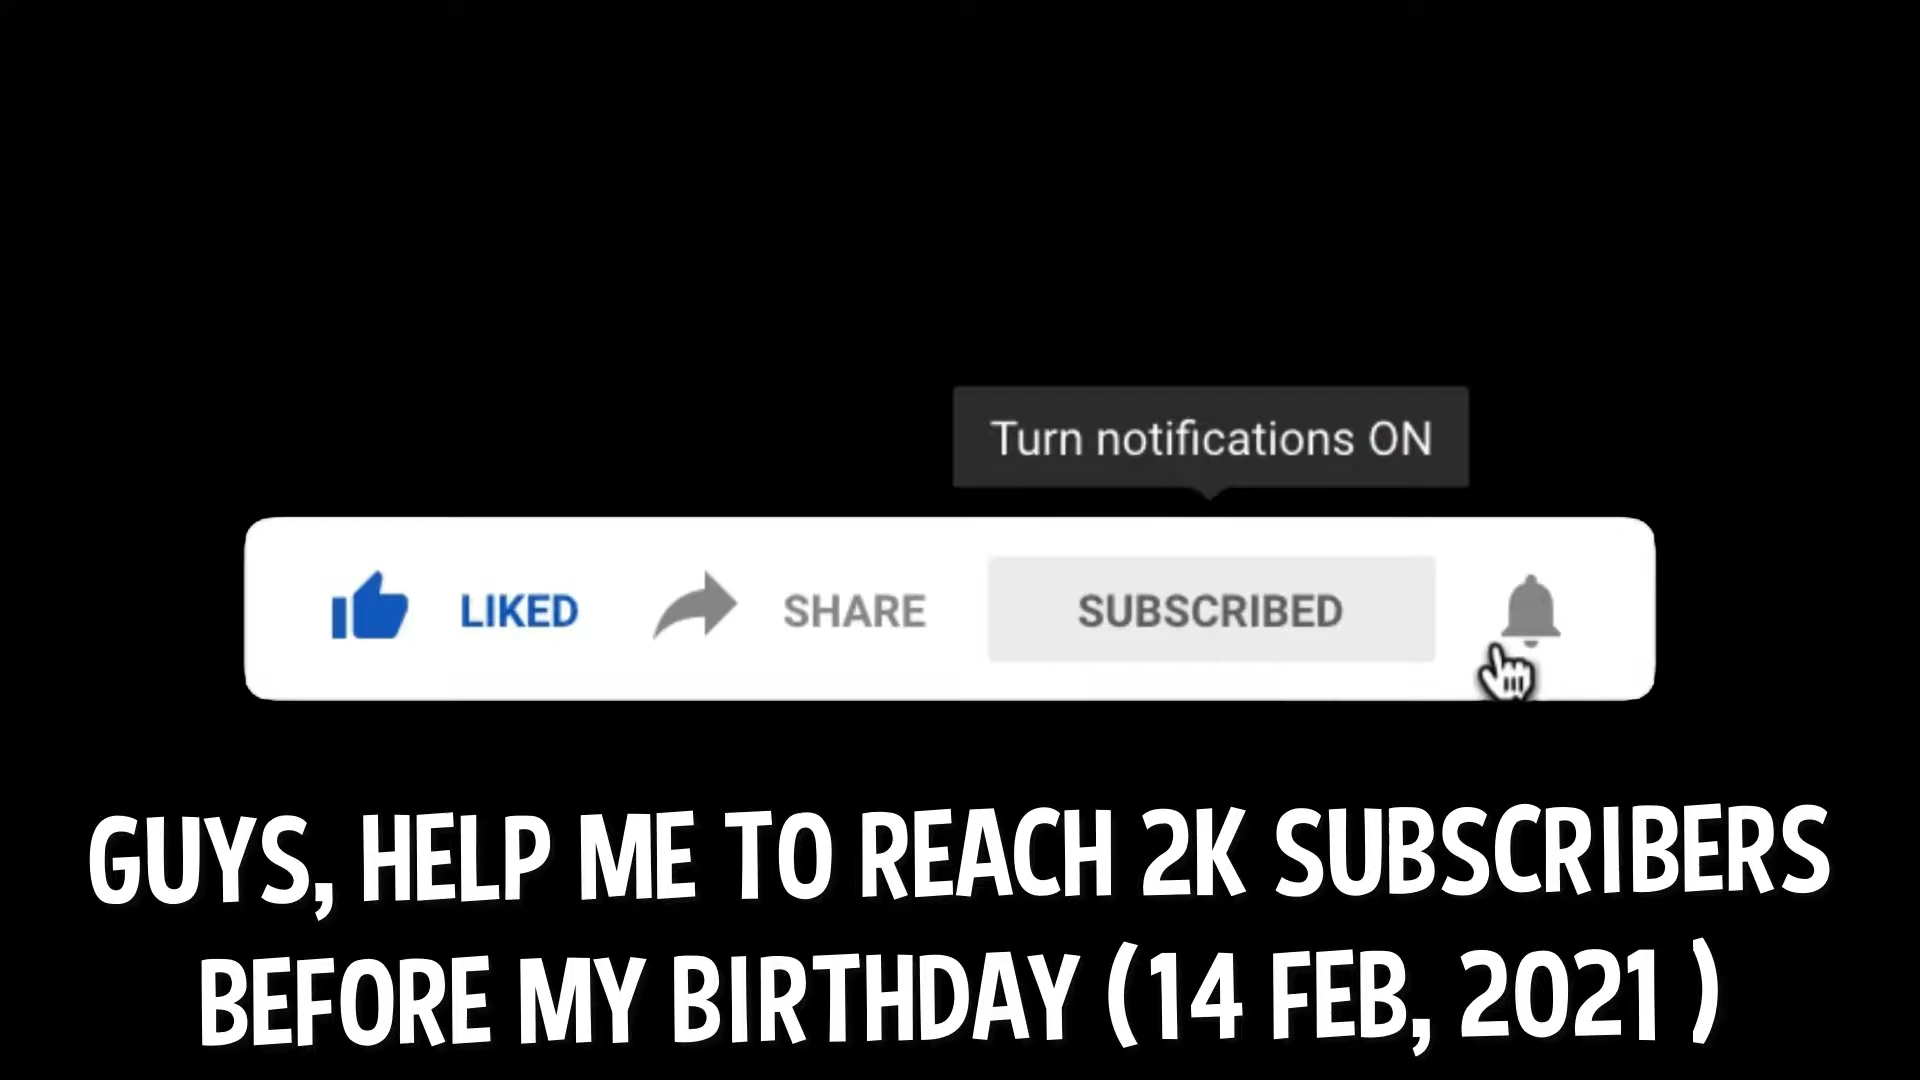 Turn notifications ON
LIKED SHARE SUBSCRIBED
GUYS, HELP ME TO REACH 2K SUBSCRIBERS
BEFORE MY BIRTHDAY (14 FEB, 2021 )